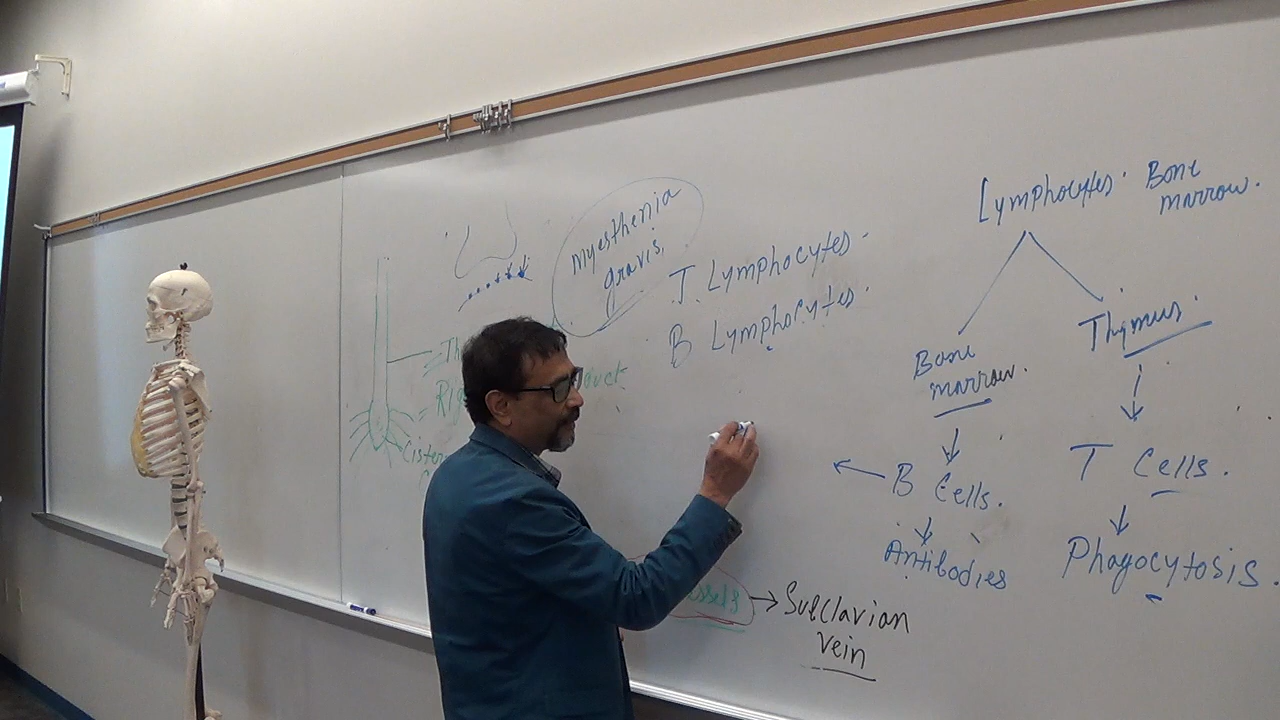 Myesthenia
gravis,
T. Lymphocytes.
B Lymphocytes.
Lymphocytes. Bone
marrow.
Bone
marrow.
Thymus.
B Cells.
T Cells.
Antibodies
Phagocytosis.
Subclavian
vein